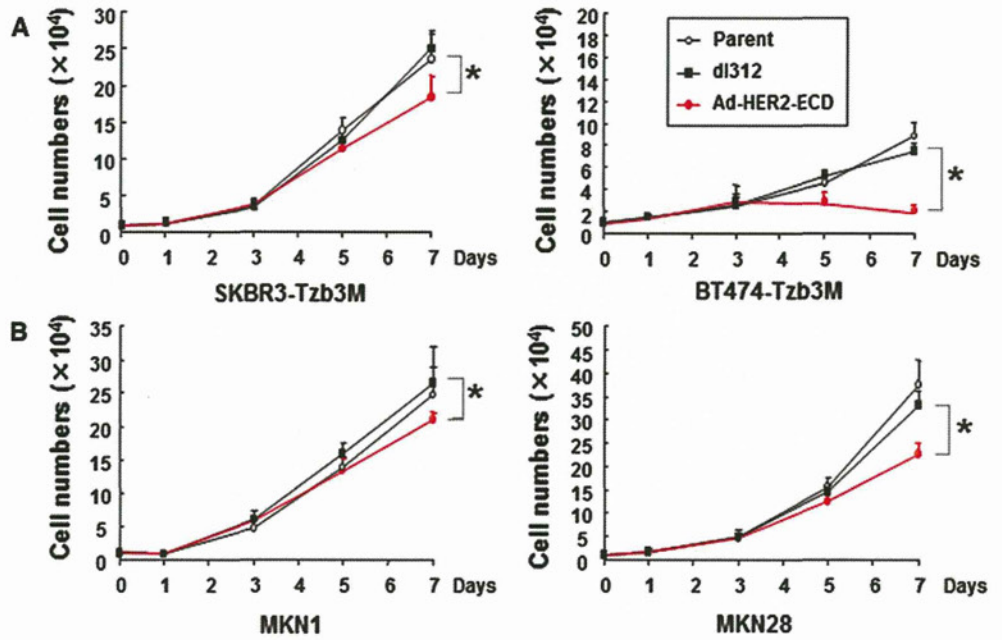 A
Cell numbers (×10⁴)
30
25
20
15
10
5
0
0 1 2 3 4 5 6 7 Days
*
SKBR3-Tzb3M
Cell numbers (×10⁴)
20
18
16
14
12
10
8
6
4
2
0
0 1 2 3 4 5 6 7 Days
Parent
dl312
Ad-HER2-ECD
*
BT474-Tzb3M
B
Cell numbers (×10⁴)
35
30
25
20
15
10
5
0
0 1 2 3 4 5 6 7 Days
*
MKN1
Cell numbers (×10⁴)
50
45
40
35
30
25
20
15
10
5
0
0 1 2 3 4 5 6 7 Days
*
MKN28